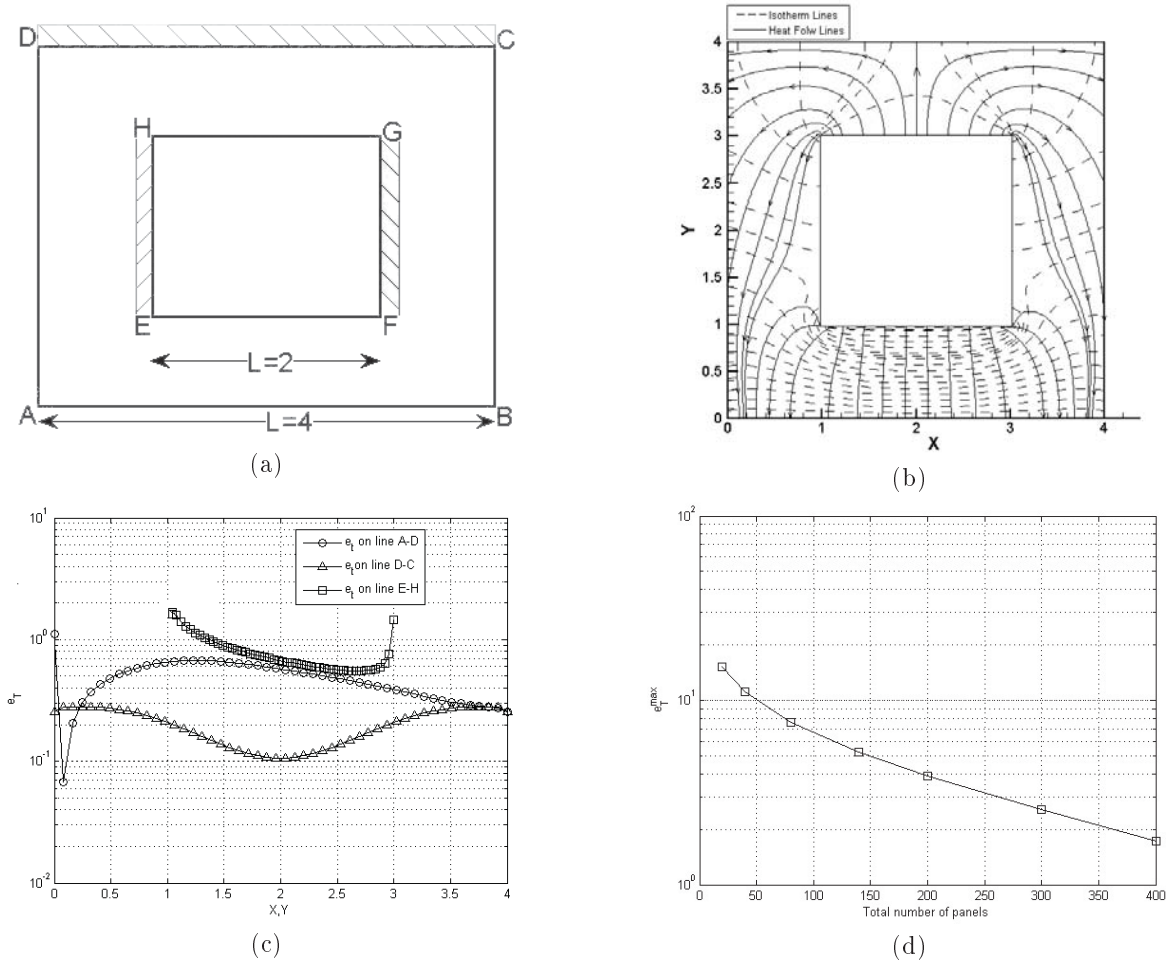 D
C
H
G
E
F
L=2
A
L=4
B
(a)
Isotherm Lines
Heat Folw Lines
4
3.5
3
2.5
2
1.5
1
0.5
0
Y
0 1 2 3 4
X
(b)
10^1
10^0
10^-1
10^-2
e_T
e_t on line A-D
e_t on line D-C
e_t on line E-H
0 0.5 1 1.5 2 2.5 3 3.5 4
X,Y
(c)
10^2
10^1
10^0
e_T^max
0 50 100 150 200 250 300 350 400
Total number of panels
(d)